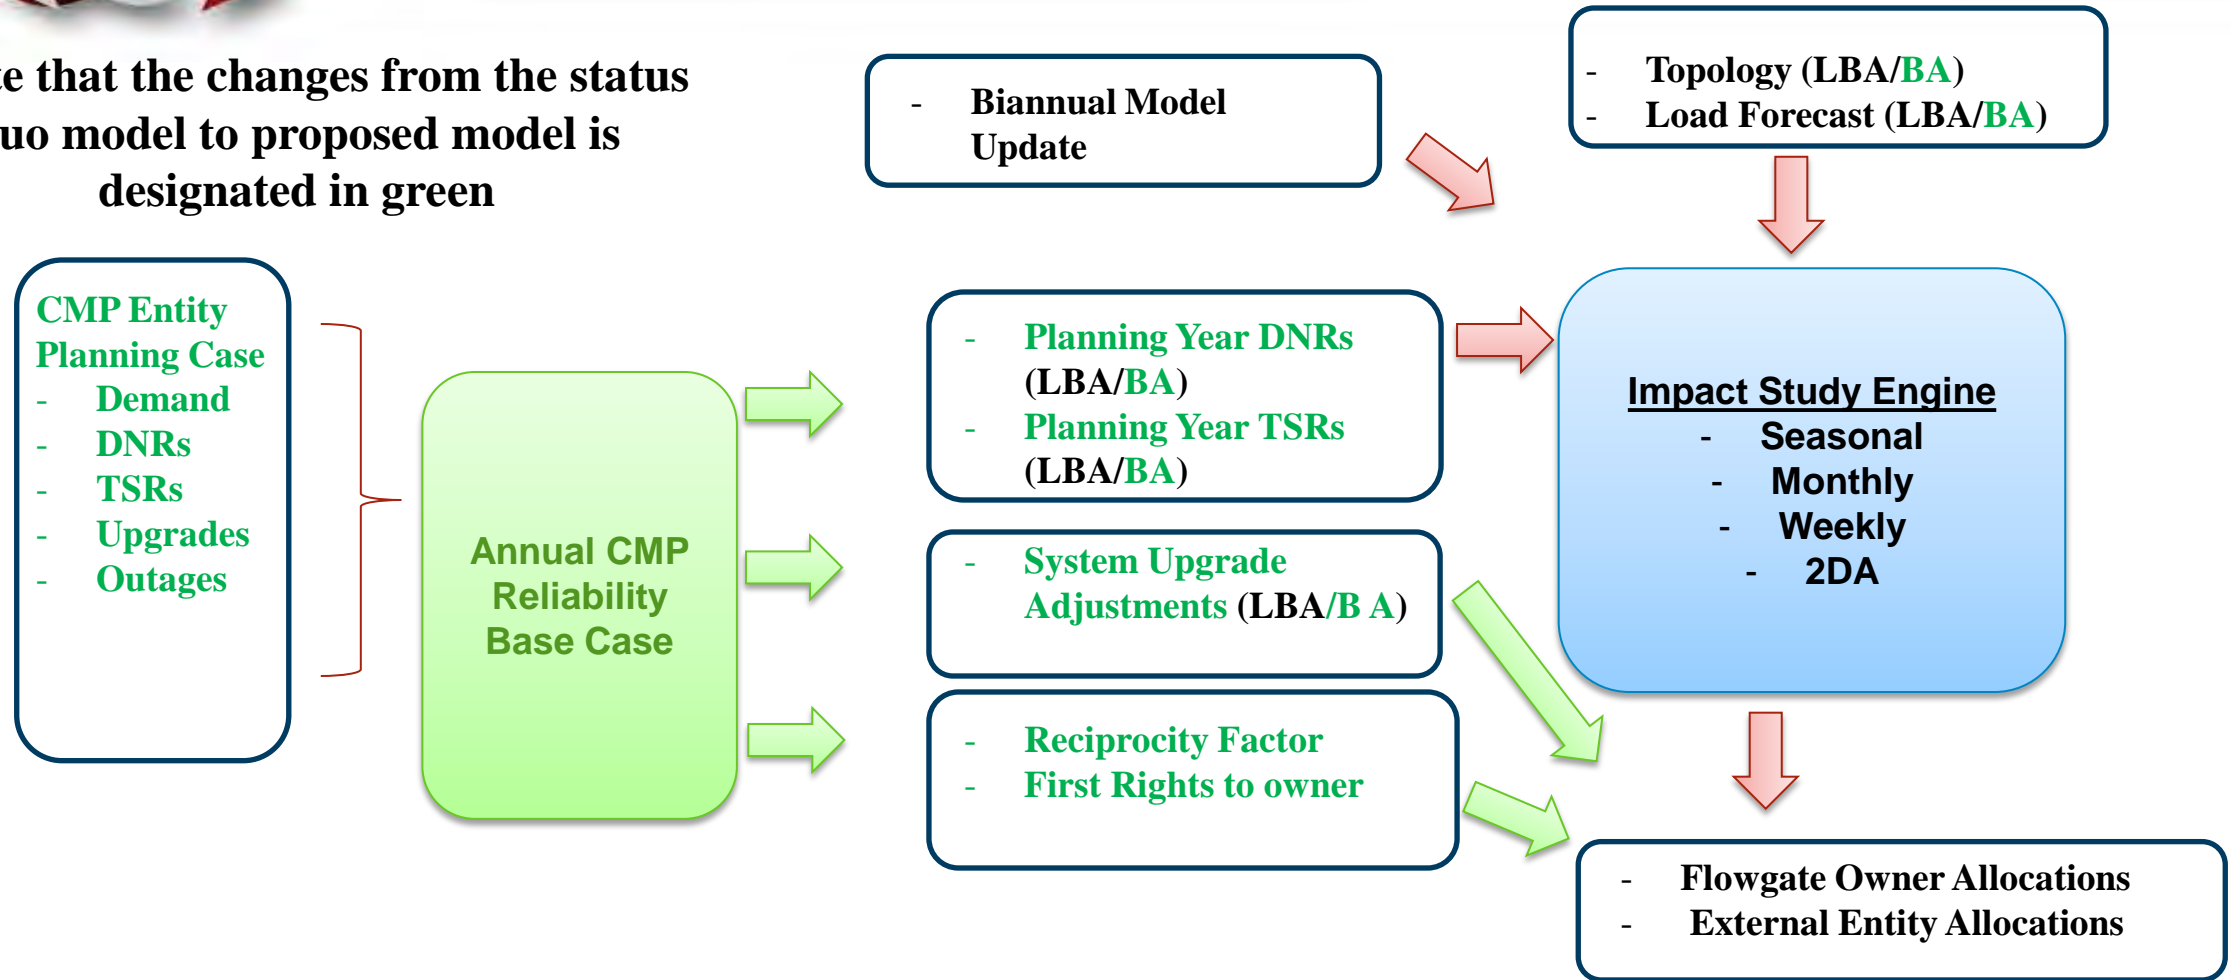 that the changes from the status
model to proposed model is
designated in green
- Biannual Model
Update
- Topology (LBA/BA)
- Load Forecast (LBA/BA)
CMP Entity
Planning Case
- Demand
- DNRs
- TSRs
- Upgrades
- Outages
Annual CMP
Reliability
Base Case
- Planning Year DNRs
(LBA/BA)
- Planning Year TSRs
(LBA/BA)
- System Upgrade
Adjustments (LBA/B A)
- Reciprocity Factor
- First Rights to owner
Impact Study Engine
- Seasonal
- Monthly
- Weekly
- 2DA
- Flowgate Owner Allocations
- External Entity Allocations